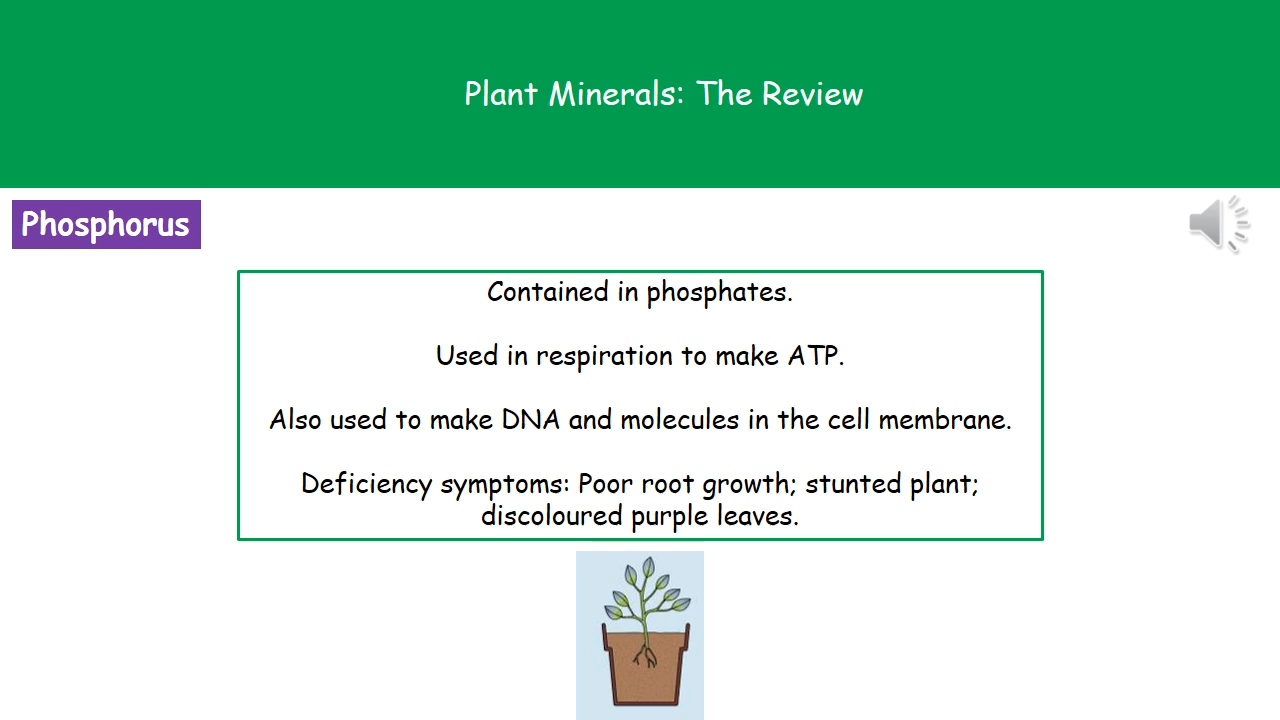 Plant Minerals: The Review
Phosphorus
Contained in phosphates.
Used in respiration to make ATP.
Also used to make DNA and molecules in the cell membrane.
Deficiency symptoms: Poor root growth; stunted plant;
discoloured purple leaves.